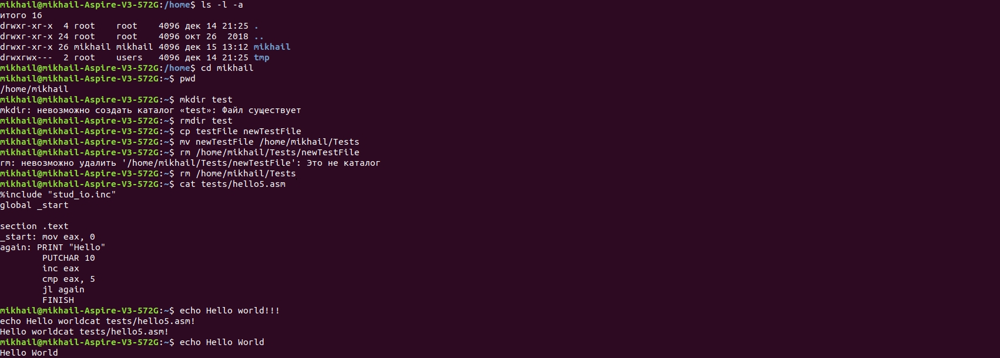 mikhail@mikhail-Aspire-V3-572G:/home$ ls -l -a
итого 16
drwxr-xr-x  4 root    root    4096 дек 14 21:25 .
drwxr-xr-x 24 root    root    4096 окт 26  2018 ..
drwxr-xr-x 26 mikhail mikhail 4096 дек 15 13:12 mikhail
drwxrwx---  2 root    users   4096 дек 14 21:25 tmp
mikhail@mikhail-Aspire-V3-572G:/home$ cd mikhail
mikhail@mikhail-Aspire-V3-572G:~$ pwd
/home/mikhail
mikhail@mikhail-Aspire-V3-572G:~$ mkdir test
mkdir: невозможно создать каталог «test»: Файл существует
mikhail@mikhail-Aspire-V3-572G:~$ rmdir test
mikhail@mikhail-Aspire-V3-572G:~$ cp testFile newTestFile
mikhail@mikhail-Aspire-V3-572G:~$ mv newTestFile /home/mikhail/Tests
mikhail@mikhail-Aspire-V3-572G:~$ rm /home/mikhail/Tests/newTestFile
rm: невозможно удалить '/home/mikhail/Tests/newTestFile': Это не каталог
mikhail@mikhail-Aspire-V3-572G:~$ rm /home/mikhail/Tests
mikhail@mikhail-Aspire-V3-572G:~$ cat tests/hello5.asm
%include "stud_io.inc"
global _start

section .text
_start: mov eax, 0
again: PRINT "Hello"
        PUTCHAR 10
        inc eax
        cmp eax, 5
        jl again
        FINISH
mikhail@mikhail-Aspire-V3-572G:~$ echo Hello world!!!
echo Hello worldcat tests/hello5.asm!
Hello worldcat tests/hello5.asm!
mikhail@mikhail-Aspire-V3-572G:~$ echo Hello World
Hello World